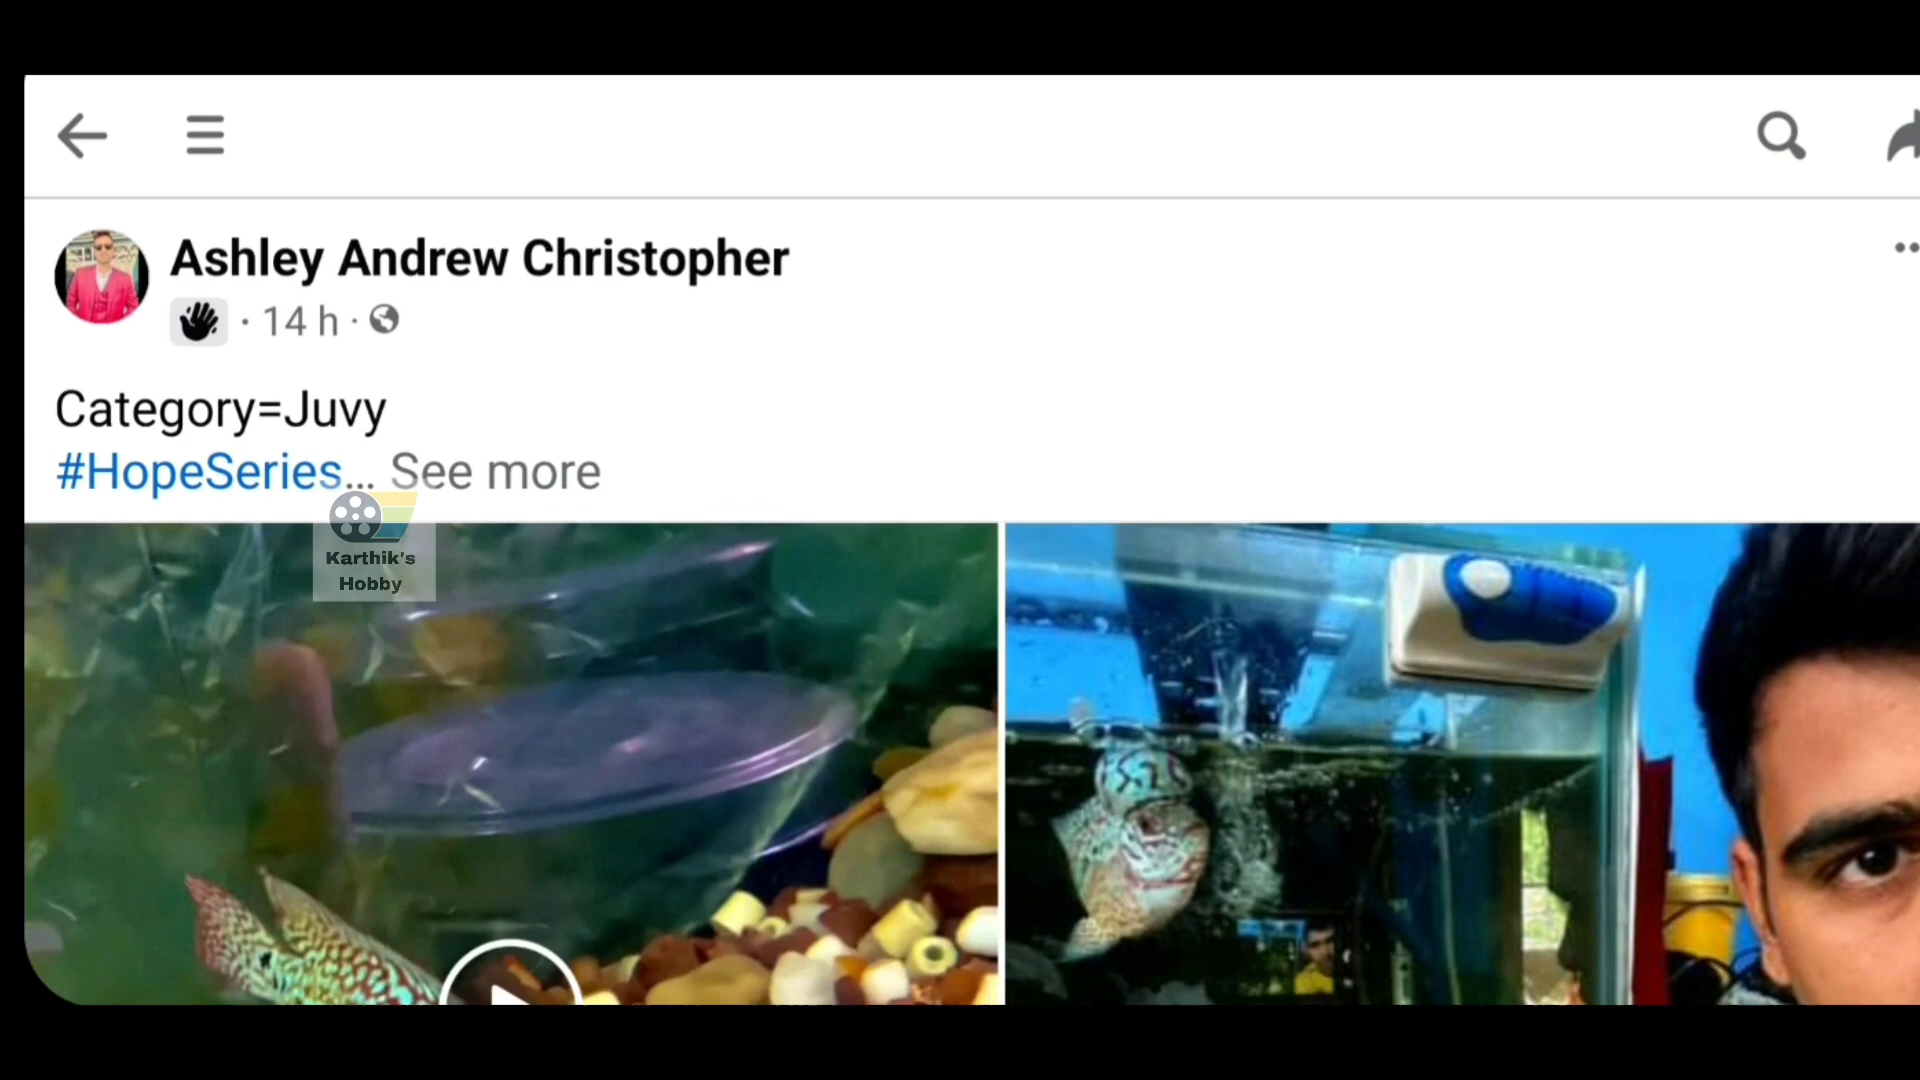 Ashley Andrew Christopher
· 14 h ·
Category=Juvy
#HopeSeries... See more
Karthik's
Hobby